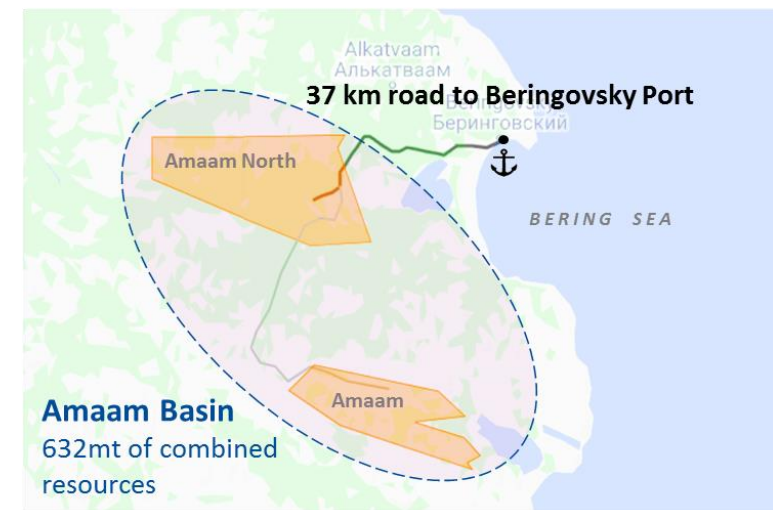 Alkatvaam
Алькатваам
37 km road to Beringovsky Port
Беринговский
Amaam North
BERING SEA
Amaam
Amaam Basin
632mt of combined
resources